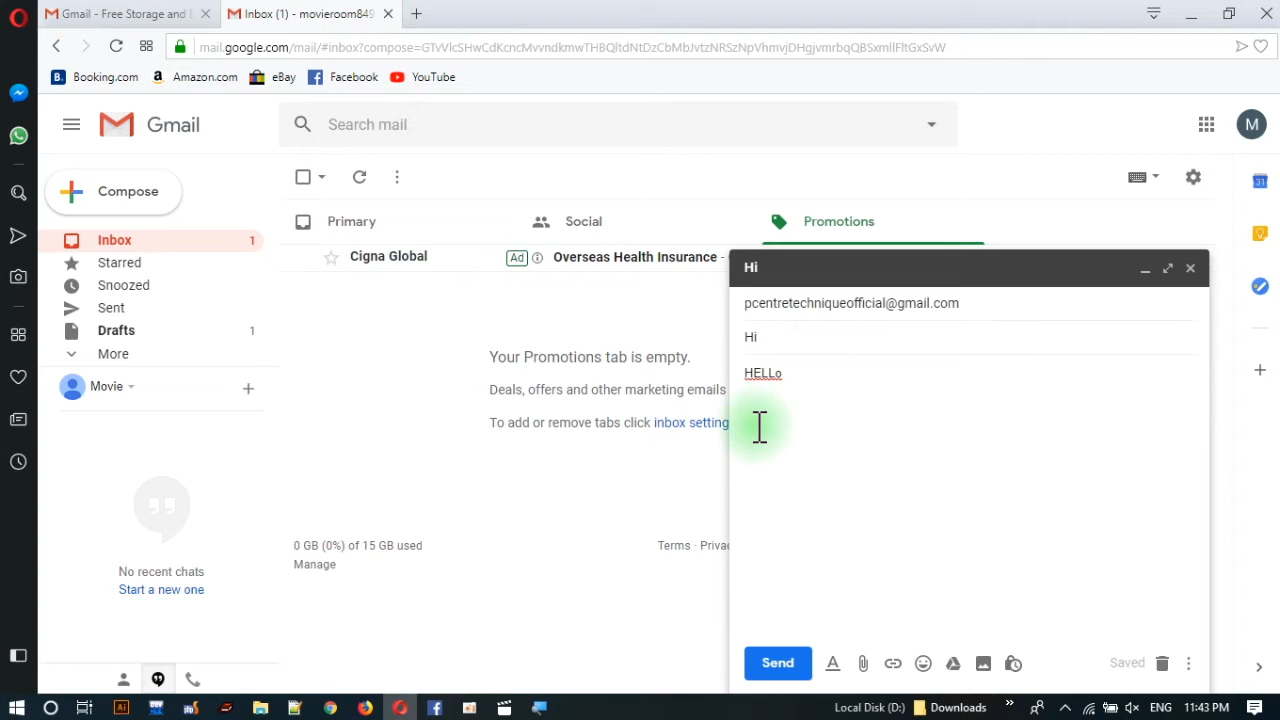 Gmail - Free Storage and E
Inbox (1) - movieroom849
mail.google.com/mail/#inbox?compose=
B. Booking.com
a Amazon.com
eBay
Facebook
YouTube
Gmail
Search mail
M
Compose
Inbox 1
Starred
Snoozed
Sent
Drafts 1
More
Movie
No recent chats
Start a new one
Primary
Social
Promotions
Cigna Global
Ad
Overseas Health Insurance -
Your Promotions tab is empty.
Deals, offers and other marketing emails
To add or remove tabs click inbox setting
0 GB (0%) of 15 GB used
Manage
Terms · Priva
Hi
pcentretechniqueofficial@gmail.com
Hi
HELLo
Send
Saved
31
Ai
Local Disk (D:)
Downloads
ENG
11:43 PM